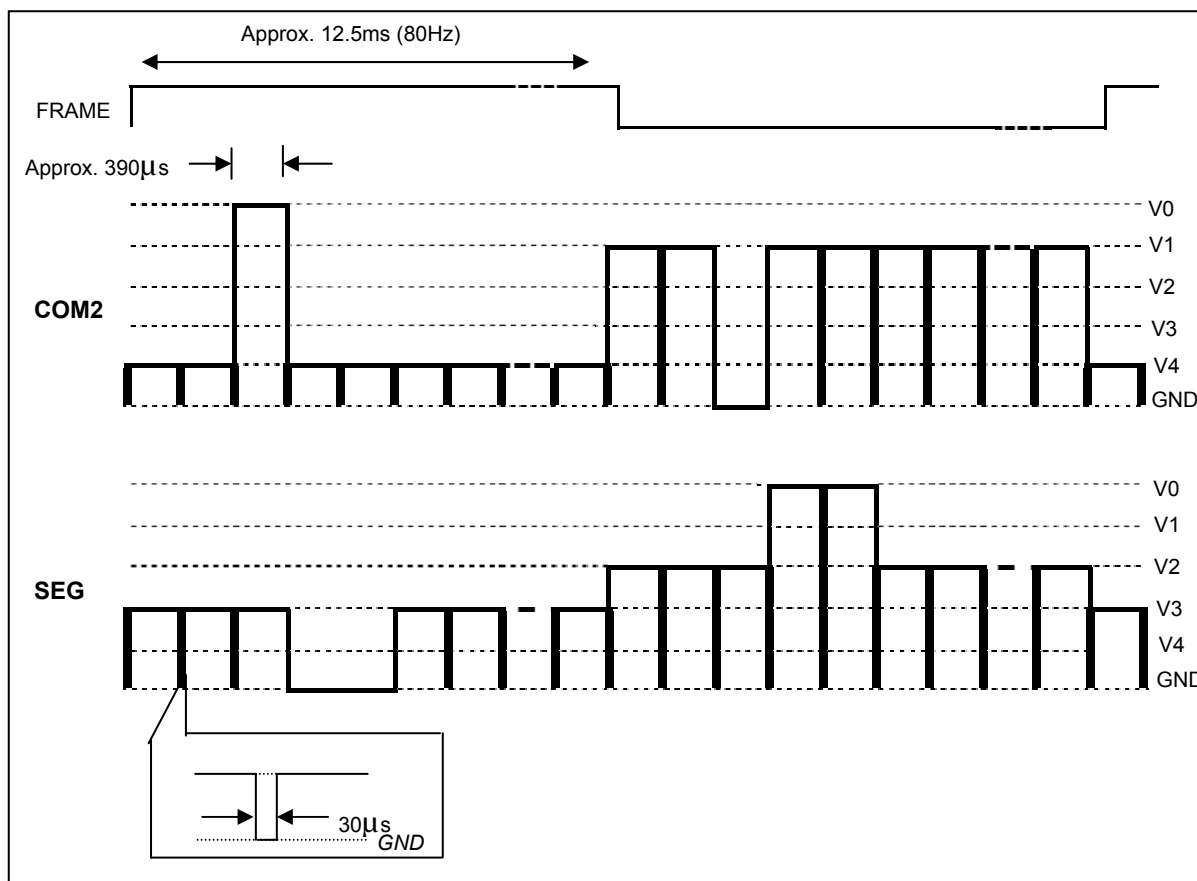 Approx. 12.5ms (80Hz)
FRAME
Approx. 390μs
V0
V1
V2
COM2
V3
V4
GND
V0
V1
V2
SEG
V3
V4
GND
30μs
GND